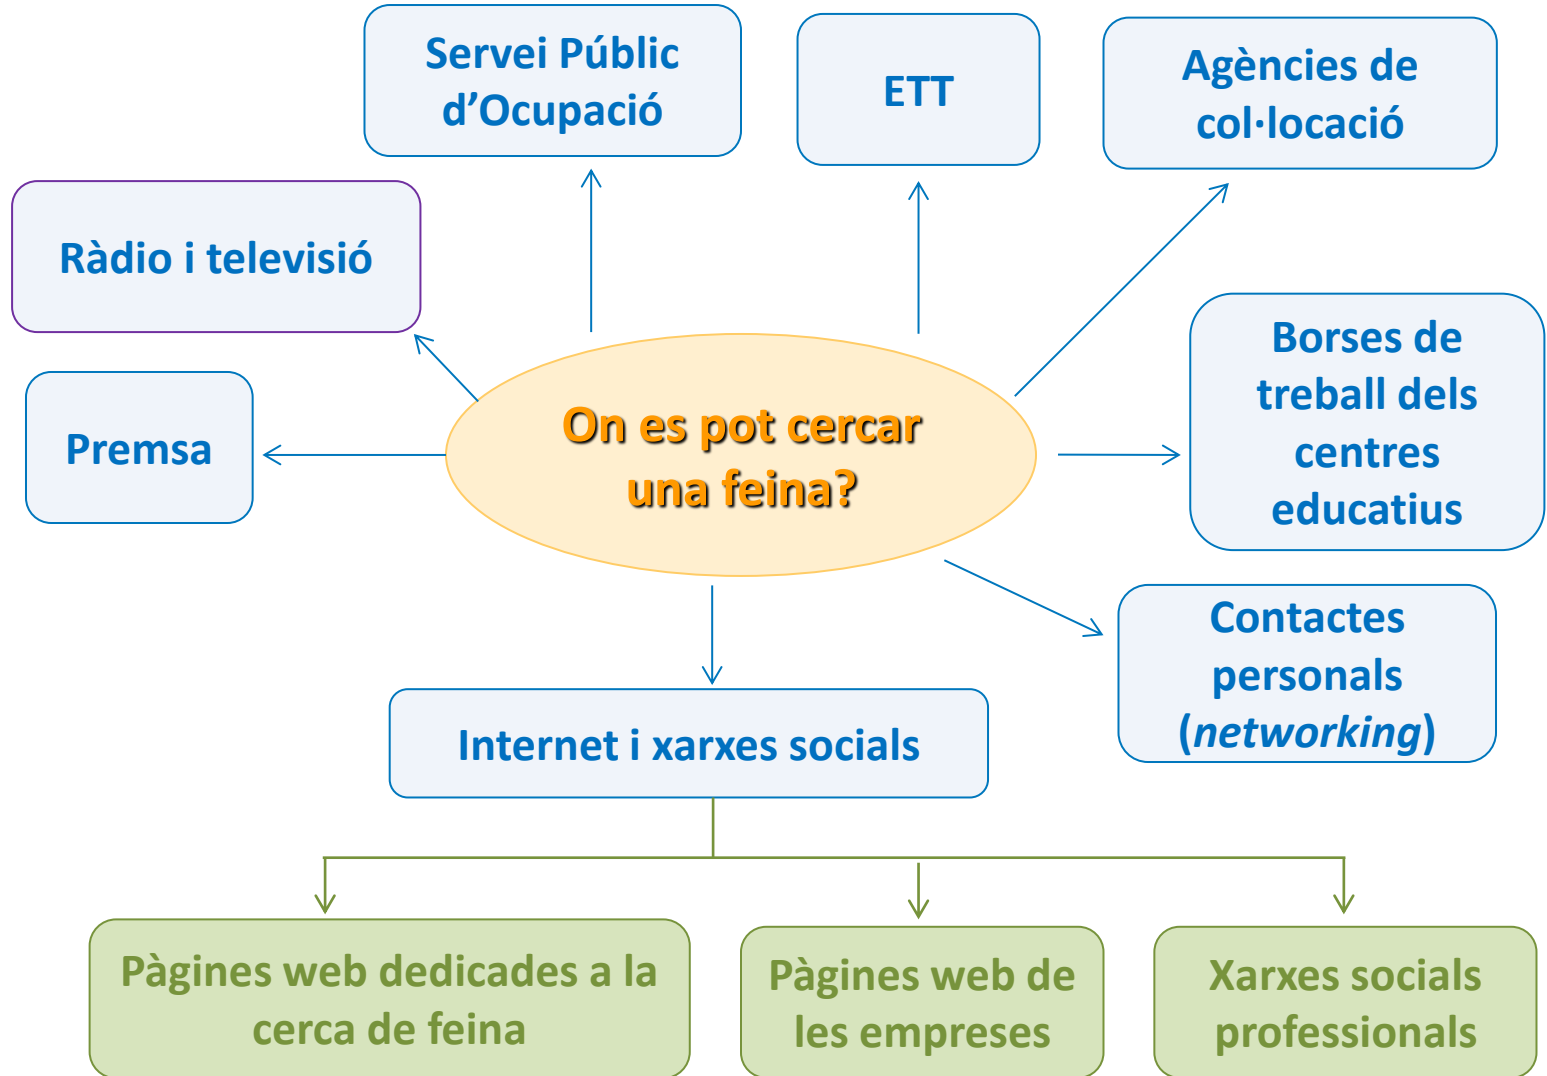 Servei Públic
d’Ocupació
ETT
Agències de
col·locació
Ràdio i televisió
Premsa
On es pot cercar
una feina?
Borses de
treball dels
centres
educatius
Contactes
personals
(networking)
Internet i xarxes socials
Pàgines web dedicades a la
cerca de feina
Pàgines web de
les empreses
Xarxes socials
professionals